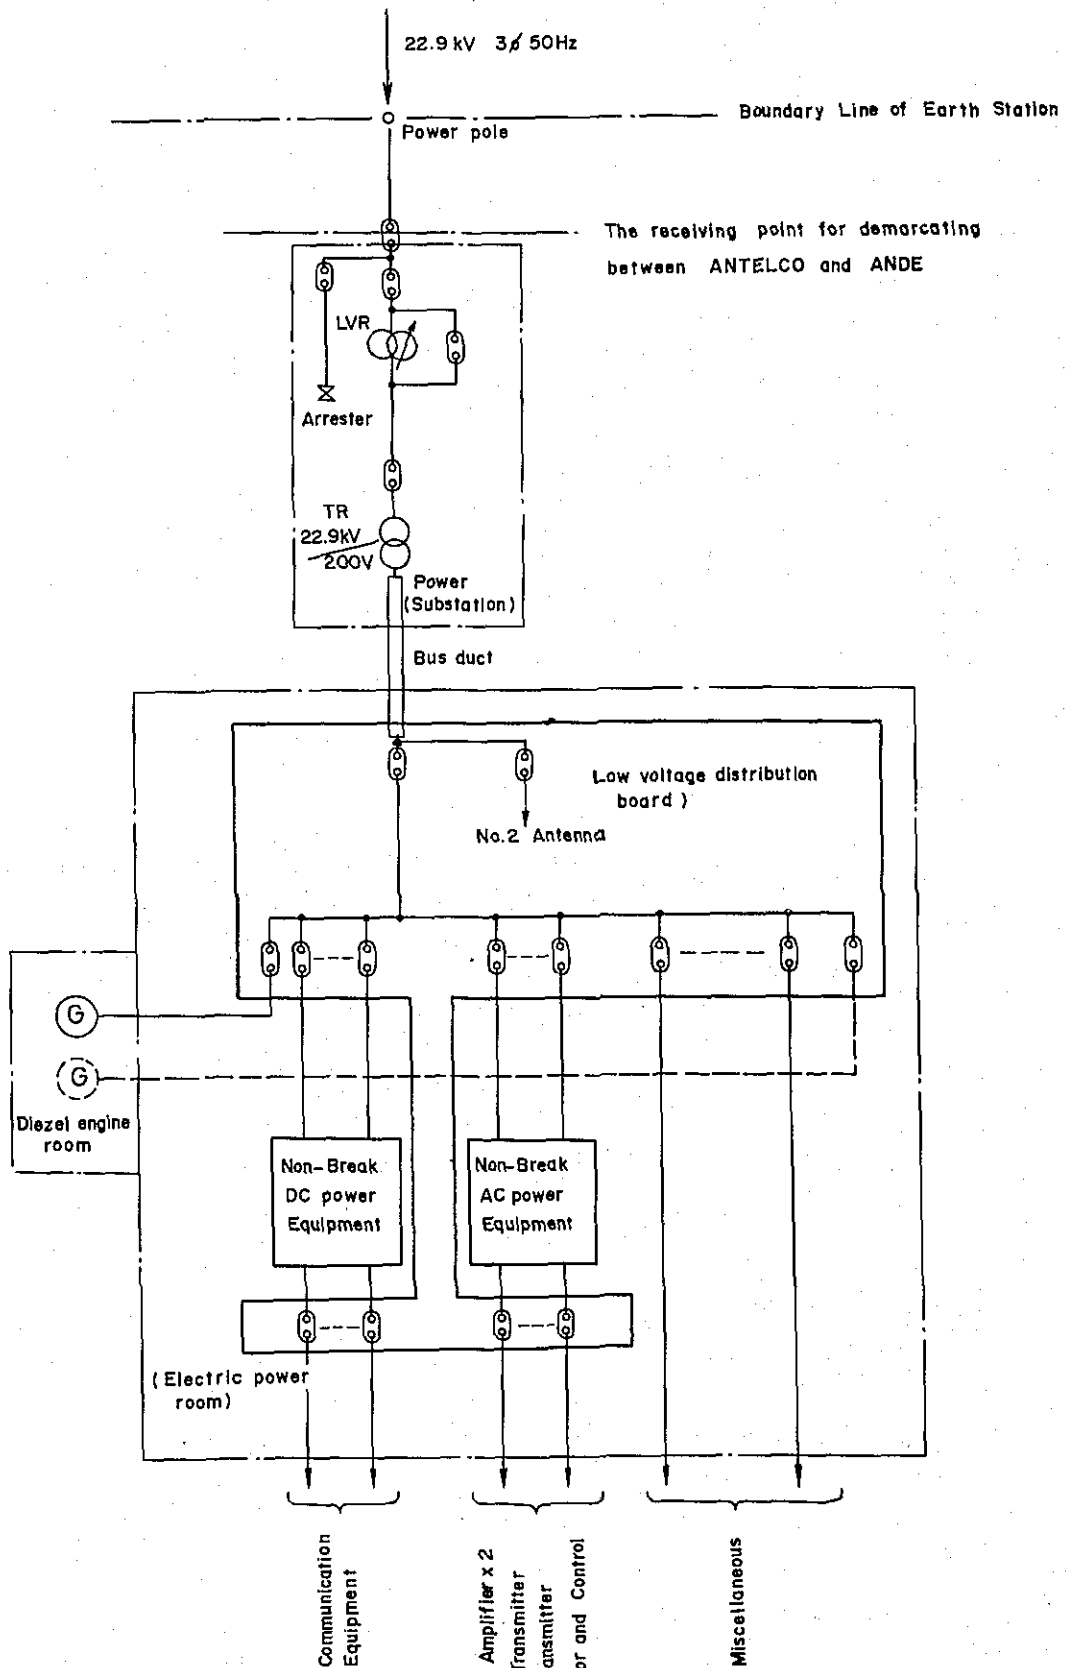 22.9 kV 3ø 50Hz
Boundary Line of Earth Station
Power pole
The receiving point for demarcating
between ANTELCO and ANDE
LVR
Arrester
TR
22.9kV
200V
Power
(Substation)
Bus duct
Low voltage distribution
board )
No.2 Antenna
G
G
Diezel engine
room
Non-Break
DC power
Equipment
Non-Break
AC power
Equipment
(Electric power
room)
Communication
Equipment
Amplifier x 2
Transmitter
ansmitter
or and Control
Miscellaneous